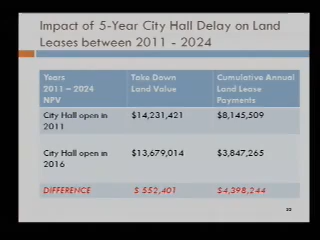 Impact of 5-Year City Hall Delay on Land
Leases between 2011 - 2024
Years
2011 – 2024
NPV
Take Down
Land Value
Cumulative Annual
Land Lease
Payments
City Hall open in
2011
$14,231,421
$8,145,509
City Hall open in
2016
$13,679,014
$3,847,265
DIFFERENCE
$ 552,401
$4,398,244